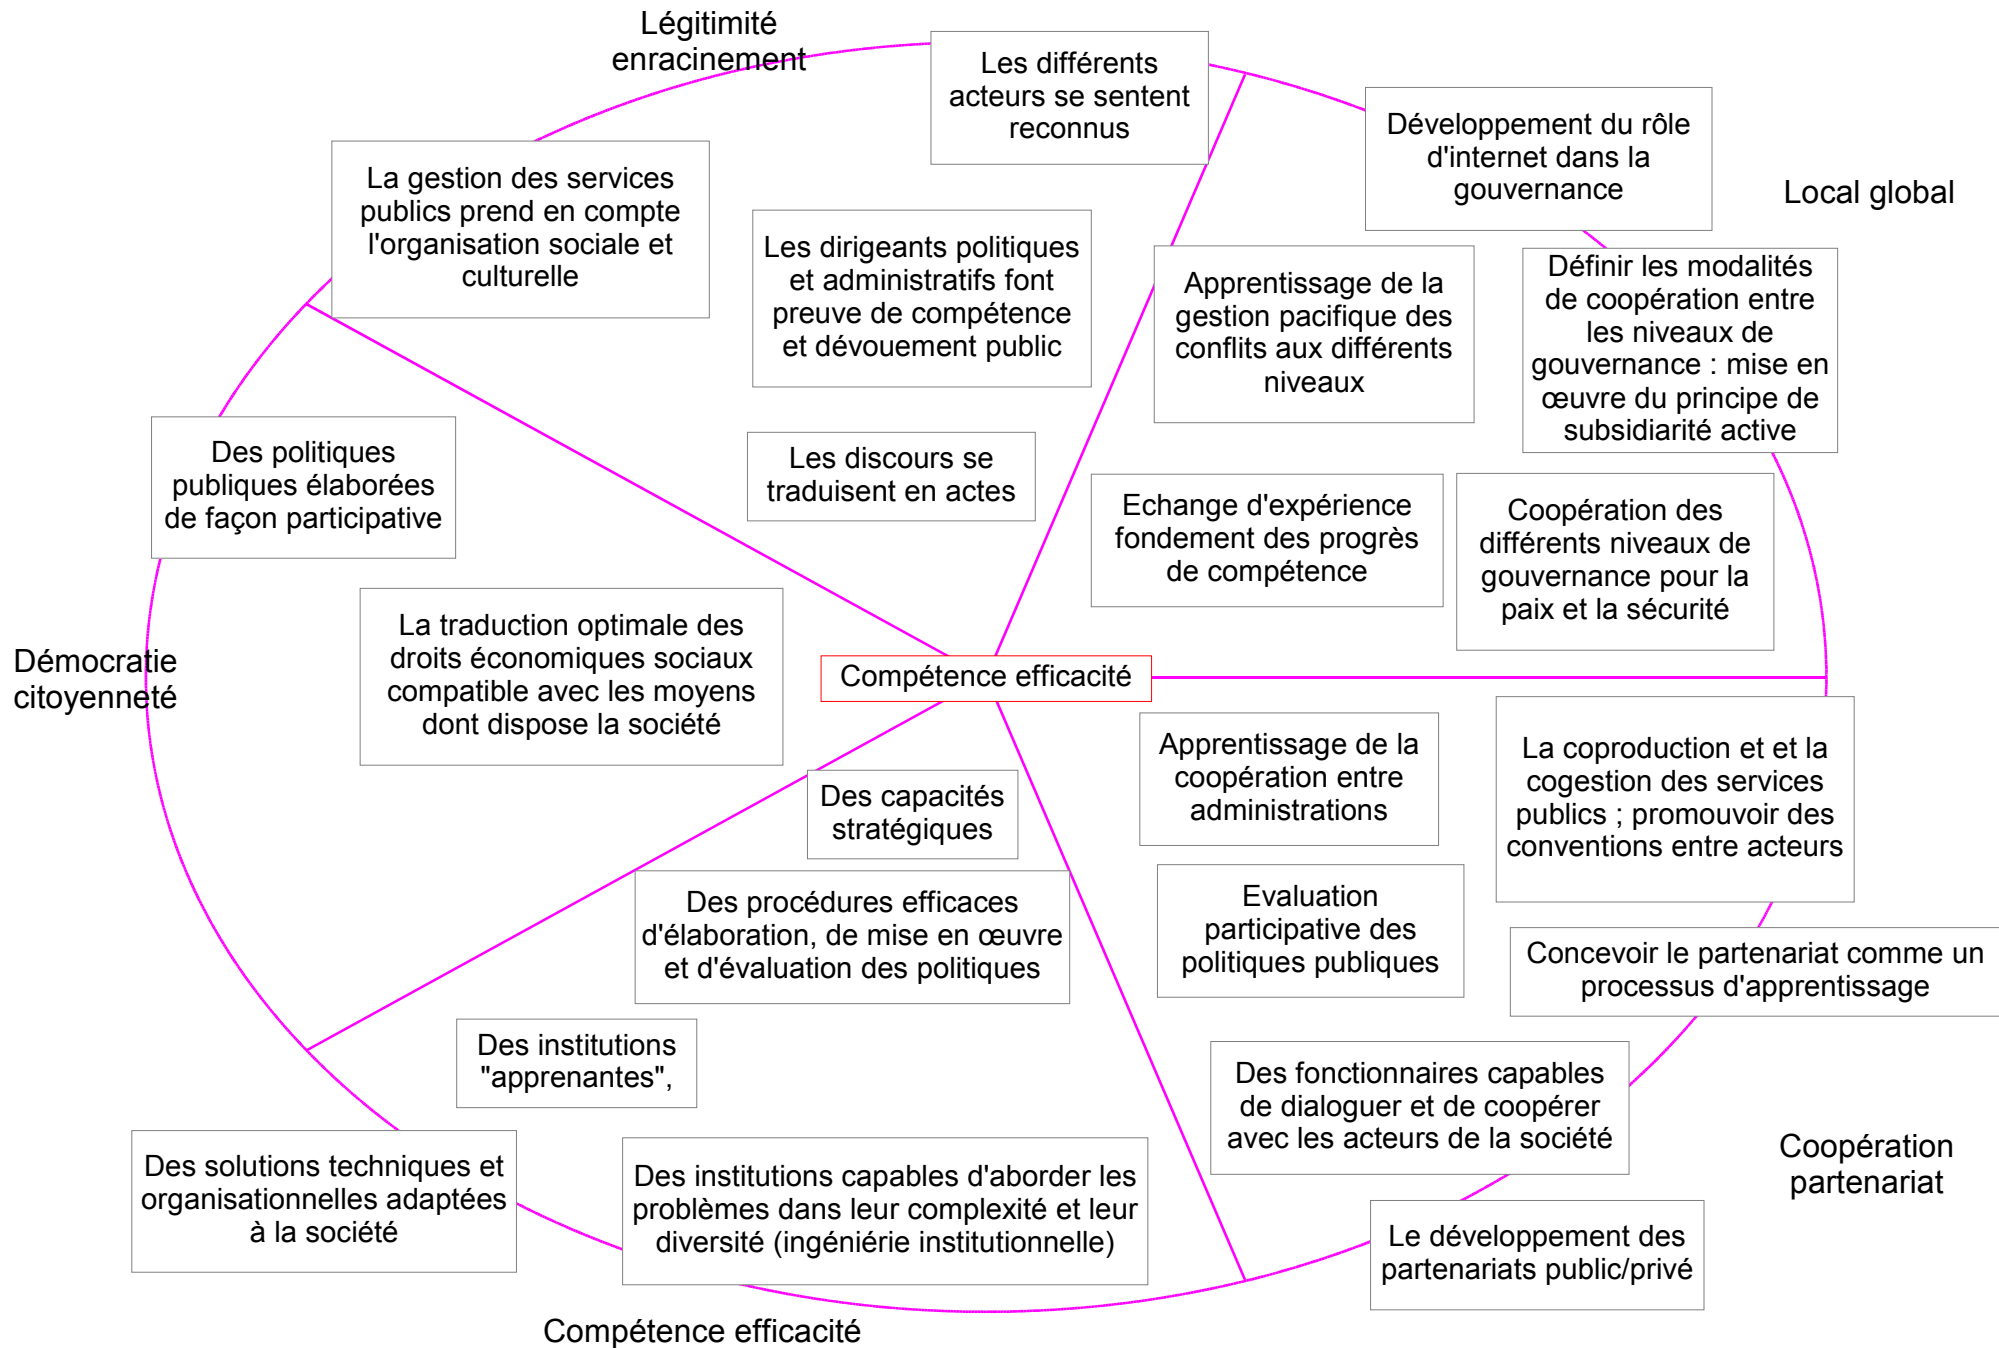 Légitimité
enracinement
Les différents
acteurs se sentent
reconnus
Développement du rôle
d'internet dans la
gouvernance
Local global
La gestion des services
publics prend en compte
l'organisation sociale et
culturelle
Les dirigeants politiques
et administratifs font
preuve de compétence
et dévouement public
Apprentissage de la
gestion pacifique des
conflits aux différents
niveaux
Définir les modalités
de coopération entre
les niveaux de
gouvernance : mise en
œuvre du principe de
subsidiarité active
Des politiques
publiques élaborées
de façon participative
Les discours se
traduisent en actes
Echange d'expérience
fondement des progrès
de compétence
Coopération des
différents niveaux de
gouvernance pour la
paix et la sécurité
Démocratie
citoyenneté
La traduction optimale des
droits économiques sociaux
compatible avec les moyens
dont dispose la société
Compétence efficacité
Apprentissage de la
coopération entre
administrations
La coproduction et et la
cogestion des services
publics ; promouvoir des
conventions entre acteurs
Des capacités
stratégiques
Des procédures efficaces
d'élaboration, de mise en œuvre
et d'évaluation des politiques
Evaluation
participative des
politiques publiques
Concevoir le partenariat comme un
processus d'apprentissage
Des institutions
"apprenantes",
Des fonctionnaires capables
de dialoguer et de coopérer
avec les acteurs de la société
Des solutions techniques et
organisationnelles adaptées
à la société
Des institutions capables d'aborder les
problèmes dans leur complexité et leur
diversité (ingéniérie institutionnelle)
Coopération
partenariat
Le développement des
partenariats public/privé
Compétence efficacité